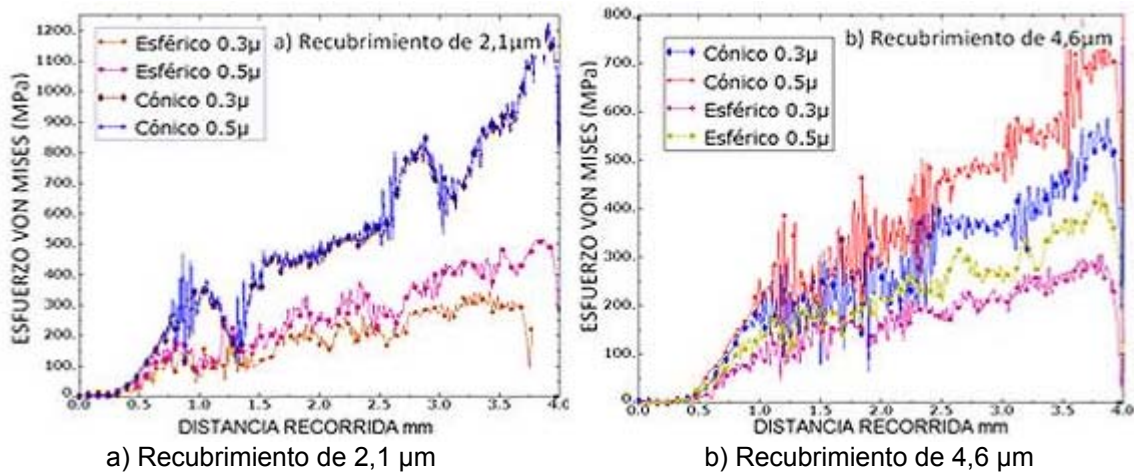 a) Recubrimiento de 2,1µm
Esférico 0.3µ
Esférico 0.5µ
Cónico 0.3µ
Cónico 0.5µ
ESFUERZO VON MISES (MPa)
1200.
1100.
1000.
900.
800.
700.
600.
500.
400.
300.
200.
100.
0.
0.0 0.5 1.0 1.5 2.0 2.5 3.0 3.5 4.0
DISTANCIA RECORRIDA mm
a) Recubrimiento de 2,1 µm
b) Recubrimiento de 4,6µm
Cónico 0.3µ
Cónico 0.5µ
Esférico 0.3µ
Esférico 0.5µ
ESFUERZO VON MISES (MPa)
800.
700.
600.
500.
400.
300.
200.
100.
0.
0.0 0.5 1.0 1.5 2.0 2.5 3.0 3.5 4.0
DISTANCIA RECORRIDA mm
b) Recubrimiento de 4,6 µm